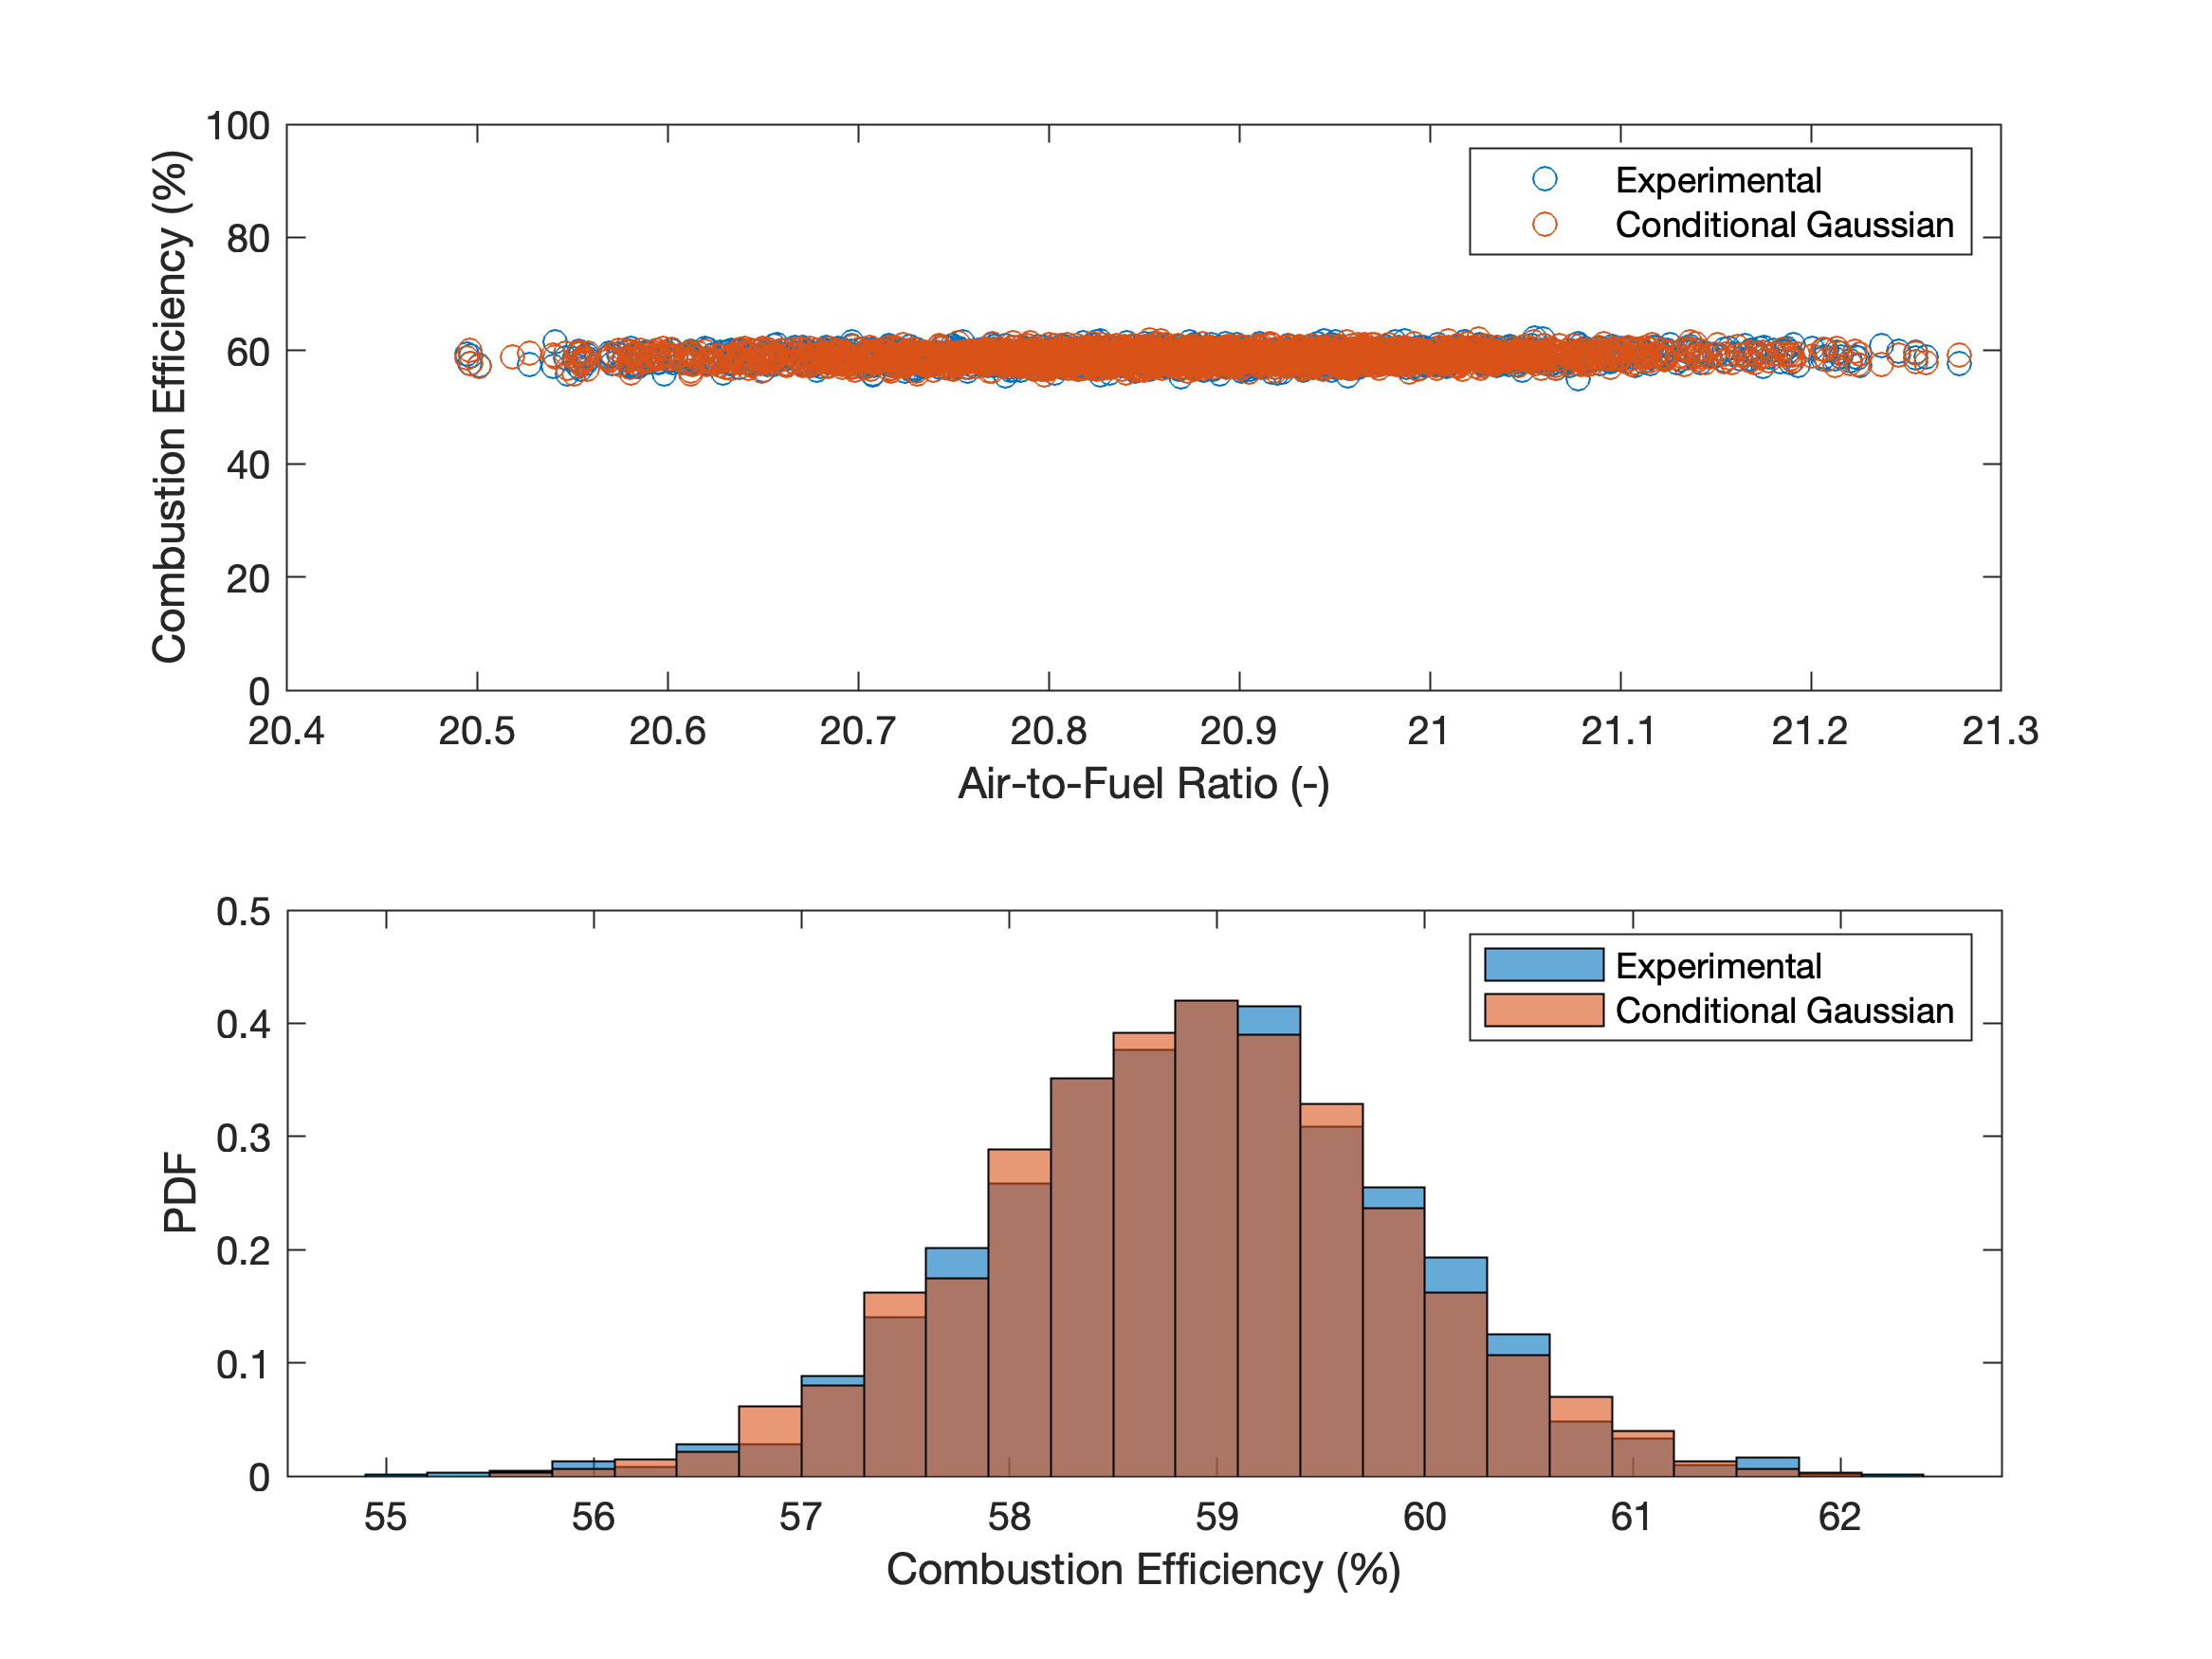 100
80
60
40
20
0
Combustion Efficiency (%)
Experimental
Conditional Gaussian
20.4 20.5 20.6 20.7 20.8 20.9 21 21.1 21.2 21.3
Air-to-Fuel Ratio (-)
0.5
0.4
0.3
0.2
0.1
0
PDF
Experimental
Conditional Gaussian
55 56 57 58 59 60 61 62
Combustion Efficiency (%)